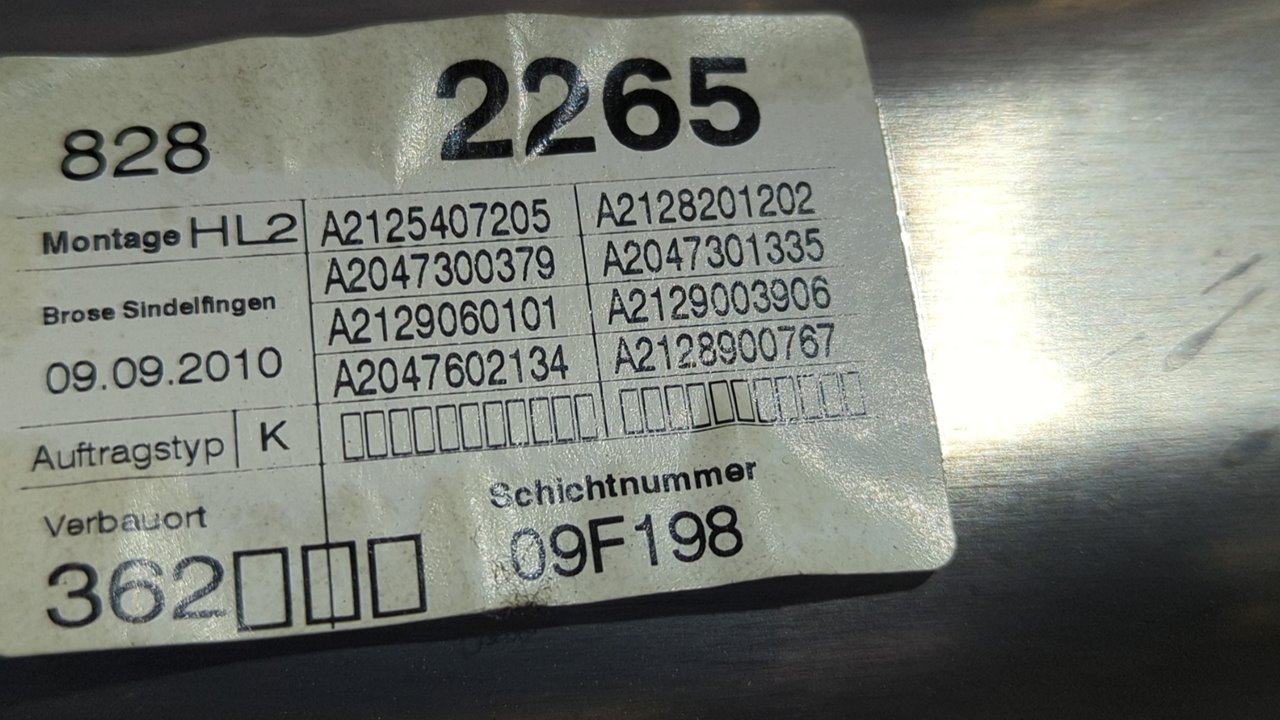 828 2265
Montage HL2 A2125407205 A2128201202
A2047300379 A2047301335
Brose Sindelfingen A2129060101 A2129003906
09.09.2010 A2047602134 A2128900767
Auftragstyp K
Schichtnummer
Verbauort
362 09F198